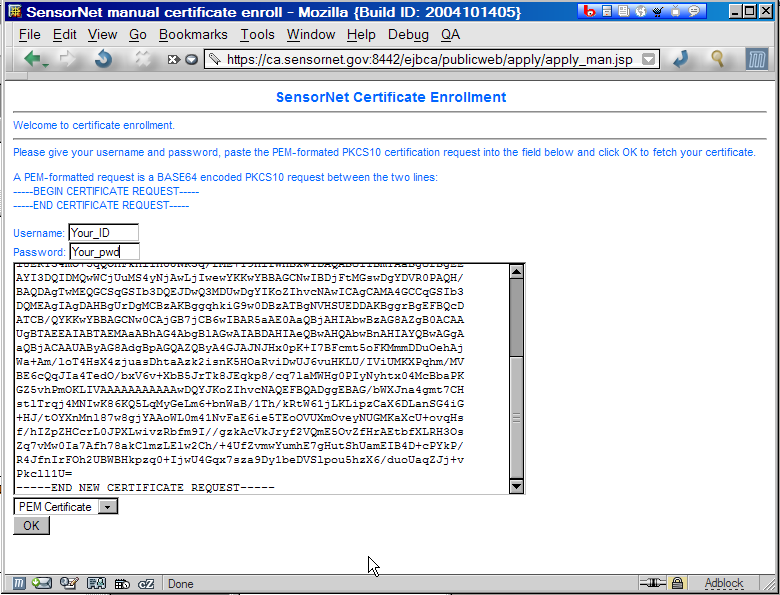 SensorNet manual certificate enroll - Mozilla {Build ID: 2004101405}
File Edit View Go Bookmarks Tools Window Help Debug QA
https://ca.sensornet.gov:8442/ejbca/publicweb/apply/apply_man.jsp
SensorNet Certificate Enrollment
Welcome to certificate enrollment.
Please give your username and password, paste the PEM-formated PKCS10 certification request into the field below and click OK to fetch your certificate.
A PEM-formatted request is a BASE64 encoded PKCS10 request between the two lines:
-----BEGIN CERTIFICATE REQUEST-----
-----END CERTIFICATE REQUEST-----
Username: Your_ID
Password: Your_pwd
AYI3DQIDMQwWCjUuMS4yNjAwLjIwewYKKwYBBAGCNwIBDjFtMGswDgYDVR0PAQH/
BAQDAgTwMEQGCSqGSIb3DQEJDwQ3MDUwDgYIKoZIhvcNAwICAgCAMA4GCCqGSIb3
DQMEAgIAgDAHBgUrDgMCBzAKBggqhkiG9w0DBzATBgNVHSUEDDAKBggrBgEFBQcD
ATCB/QYKKwYBBAGCNw0CAjGB7jCB6wIBAR5aAE0AaQBjAHIAbwBzAG8AZgB0ACAA
UgBTAEEAIABTAEMAaABhAG4AbgBlAGwAIABDAHIAeQBwAHQAbwBnAHIAYQBwAGgA
aQBjACAAUAByAG8AdgBpAGQAZQByA4GJAJNJHx0pK+I7BFcmt5oFKMmmDDuOehAj
Wa+Am/loT4HsX4zjuasDhtaAzk2isnK5HOaRviDwUJ6vuHKLU/IViUMKXPqhm/MV
BE6cQqJIa4TedO/bxV6v+XbB5JrTk8JEqkp8/cq7laMWHg0PIyNyhtx04McBbaPK
GZ5vhPmOKLIVAAAAAAAAAAAwDQYJKoZIhvcNAQEFBQADggEBAG/bWXJna4gmt7CH
stlTrqj4MNIwK86KQ5LqMyGeLm6+bnWaB/1Th/kRtW61jLKLipzCaX6DLanSG4iG
+HJ/tOYXnMnl87w8gjYAAoWL0m41NvFaE6ie5TEoOVUXmOveyNUGMKaXcU+ovqHs
f/hIZpZHCcrL0JPXLwivzRbfm9I//gzkAcVkJryf2VQmE5OvZfHrAEtbfXLRH3Os
Zq7vMw0Ia7Afh78akClmzLElw2Ch/+4UfZvmwYumhE7gHutShUamEIB4D+cPYkP/
R4JfnIrFOh2UBWBHkpzq0+IjwU4Gqx7sza9Dy1beDVSlpou5hzX6/duoUaqZJj+v
Pkcll1U=
-----END NEW CERTIFICATE REQUEST-----
PEM Certificate
OK
Done
Adblock